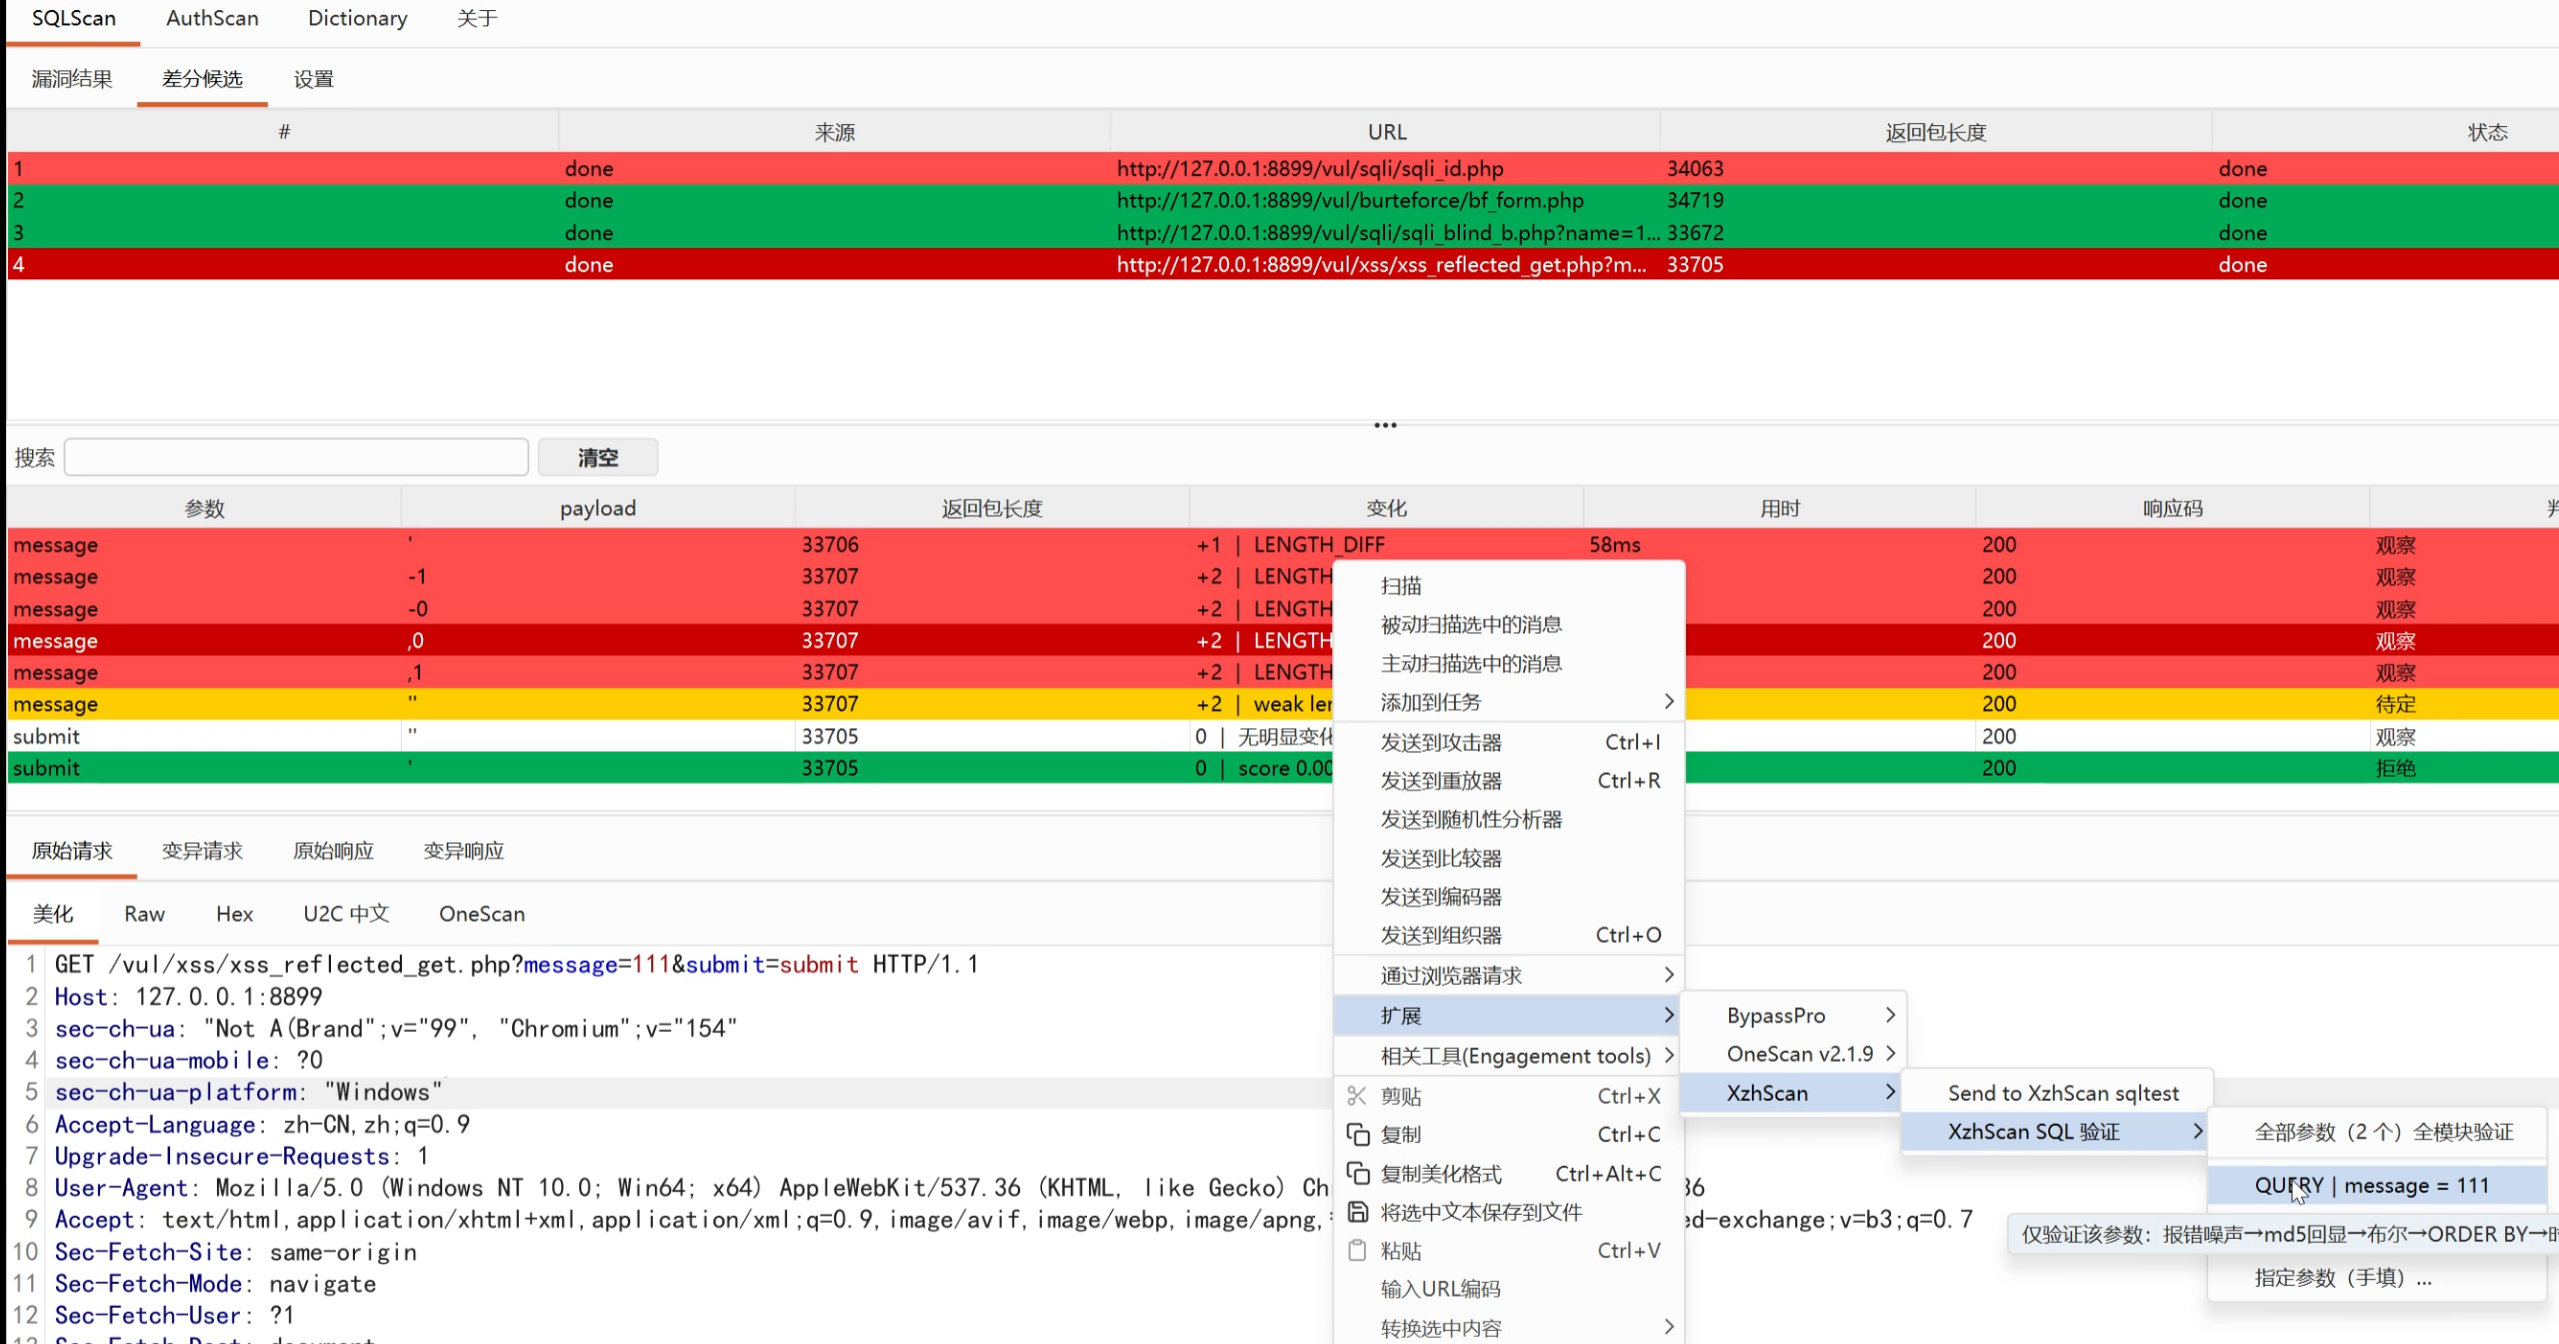 SQLScan AuthScan Dictionary 关于
漏洞结果 差分候选 设置
# 来源 URL 返回包长度 状态
1 done http://127.0.0.1:8899/vul/sqli/sqli_id.php 34063 done
2 done http://127.0.0.1:8899/vul/burteforce/bf_form.php 34719 done
3 done http://127.0.0.1:8899/vul/sqli/sqli_blind_b.php?name=1... 33672 done
4 done http://127.0.0.1:8899/vul/xss/xss_reflected_get.php?m... 33705 done
搜索 清空
参数 payload 返回包长度 变化 用时 响应码
message ' 33706 +1 | LENGTH_DIFF 58ms 200 观察
message -1 33707 +2 | LENGTH 200 观察
message -0 33707 +2 | LENGTH 200 观察
message ,0 33707 +2 | LENGTH 200 观察
message ,1 33707 +2 | LENGTH 200 观察
message '' 33707 +2 | weak len 200 待定
submit '' 33705 0 | 无明显变化 200 观察
submit ' 33705 0 | score 0.00 200 拒绝
扫描
被动扫描选中的消息
主动扫描选中的消息
添加到任务
发送到攻击器 Ctrl+I
发送到重放器 Ctrl+R
发送到随机性分析器
发送到比较器
发送到编码器
发送到组织器 Ctrl+O
通过浏览器请求
扩展
相关工具(Engagement tools)
剪贴 Ctrl+X
复制 Ctrl+C
复制美化格式 Ctrl+Alt+C
将选中文本保存到文件
粘贴 Ctrl+V
输入URL编码
转换选中内容
BypassPro
OneScan v2.1.9
XzhScan
Send to XzhScan sqltest
XzhScan SQL 验证
全部参数（2 个）全模块验证
QUERY | message = 111
仅验证该参数：报错噪声→md5回显→布尔→ORDER BY→时
指定参数（手填）...
原始请求 变异请求 原始响应 变异响应
美化 Raw Hex U2C 中文 OneScan
1 GET /vul/xss/xss_reflected_get.php?message=111&submit=submit HTTP/1.1
2 Host: 127.0.0.1:8899
3 sec-ch-ua: "Not A(Brand";v="99", "Chromium";v="154"
4 sec-ch-ua-mobile: ?0
5 sec-ch-ua-platform: "Windows"
6 Accept-Language: zh-CN,zh;q=0.9
7 Upgrade-Insecure-Requests: 1
8 User-Agent: Mozilla/5.0 (Windows NT 10.0; Win64; x64) AppleWebKit/537.36 (KHTML, like Gecko) Ch 36
9 Accept: text/html,application/xhtml+xml,application/xml;q=0.9,image/avif,image/webp,image/apng, ed-exchange;v=b3;q=0.7
10 Sec-Fetch-Site: same-origin
11 Sec-Fetch-Mode: navigate
12 Sec-Fetch-User: ?1